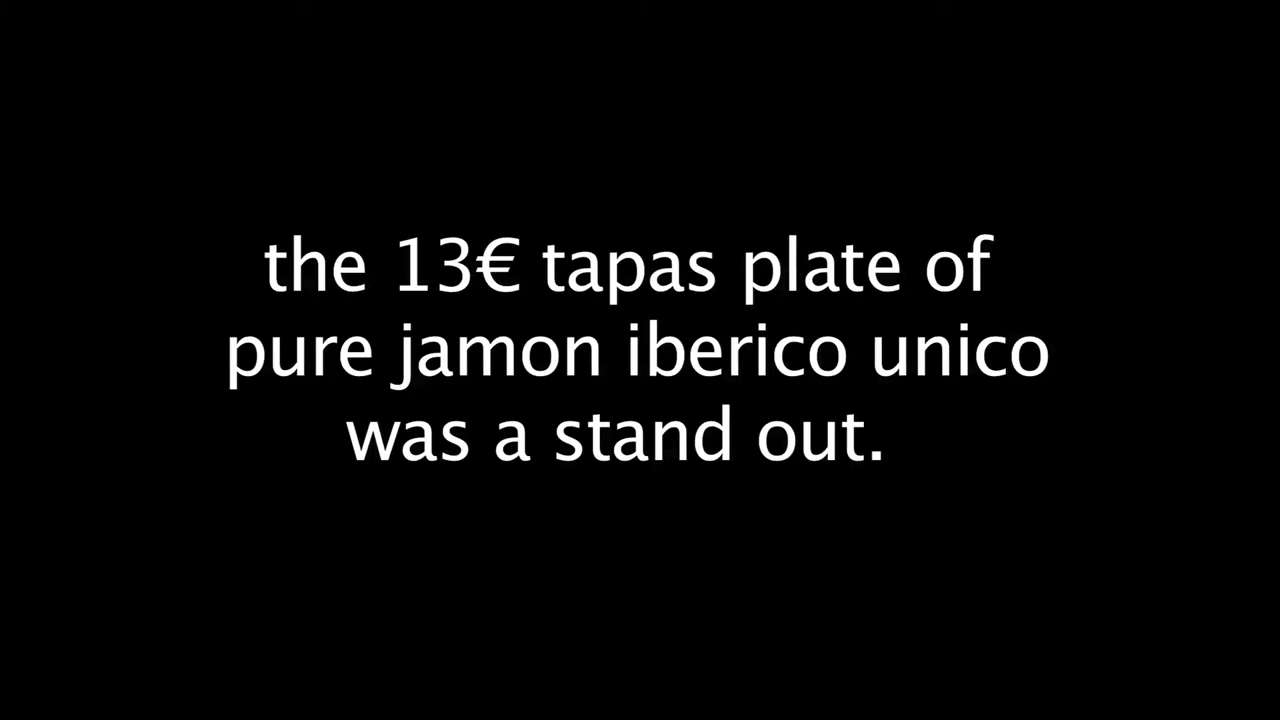 the 13€ tapas plate of
pure jamon iberico unico
was a stand out.